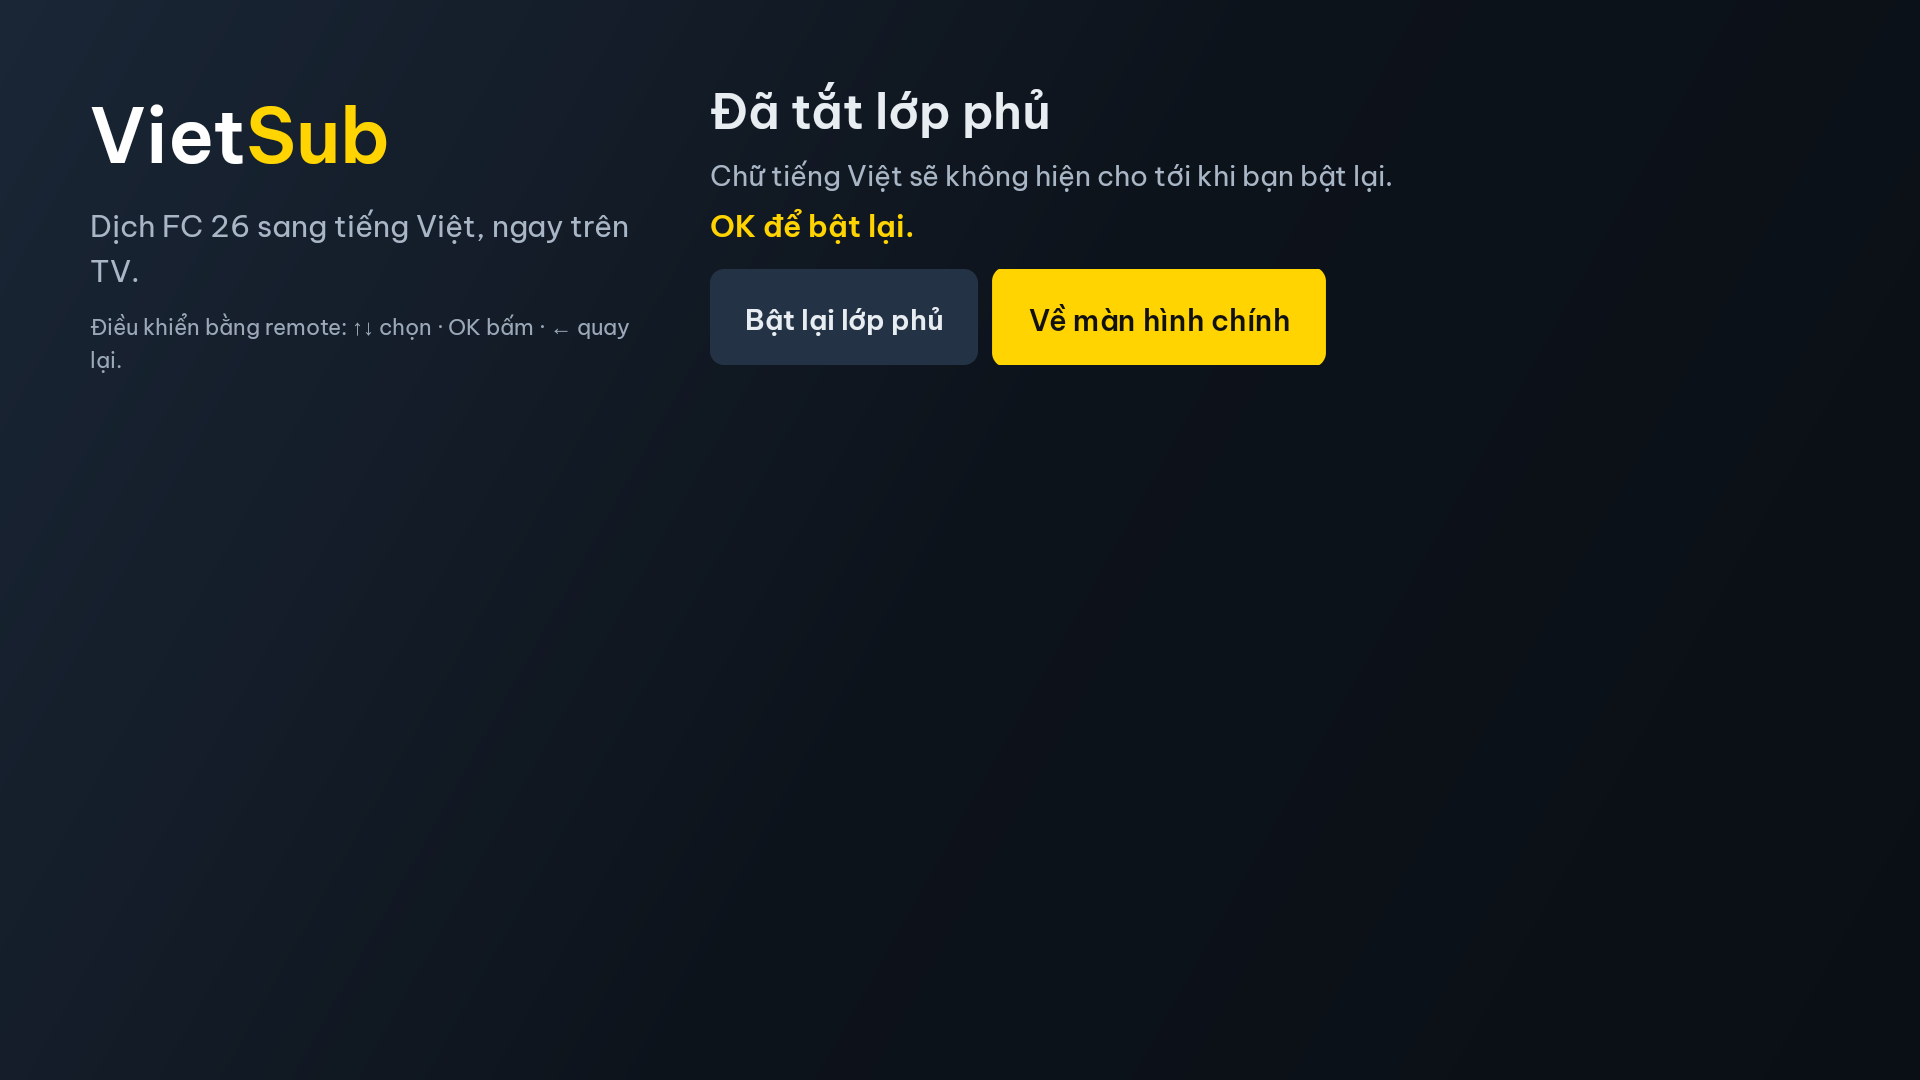 VietSub
Dịch FC 26 sang tiếng Việt, ngay trên
TV.
Điều khiển bằng remote: ↑↓ chọn · OK bấm · ← quay
lại.
Đã tắt lớp phủ
Chữ tiếng Việt sẽ không hiện cho tới khi bạn bật lại.
OK để bật lại.
Bật lại lớp phủ
Về màn hình chính